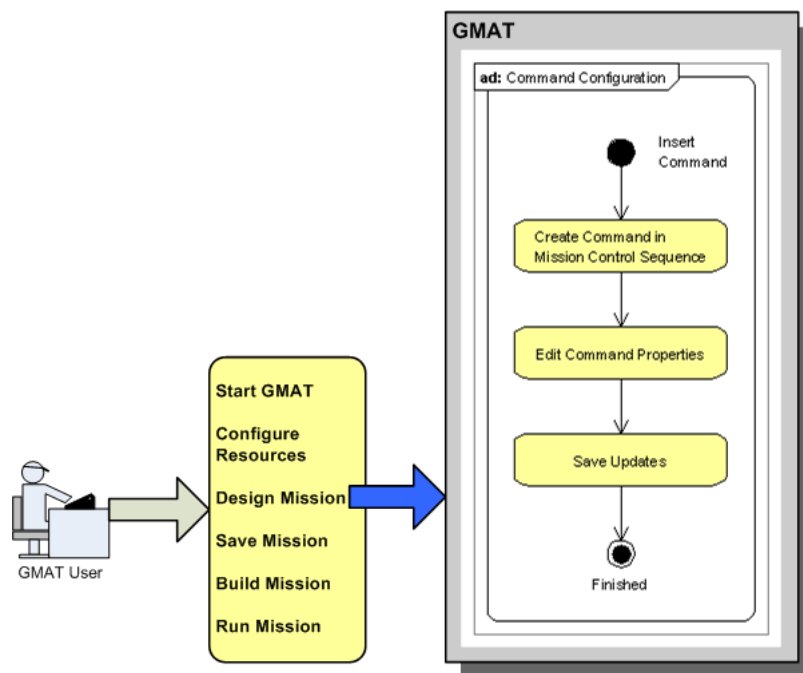 GMAT
ad: Command Configuration
Insert
Command
Create Command in
Mission Control Sequence
Edit Command Properties
Save Updates
Finished
Start GMAT
Configure
Resources
Design Mission
Save Mission
Build Mission
Run Mission
GMAT User